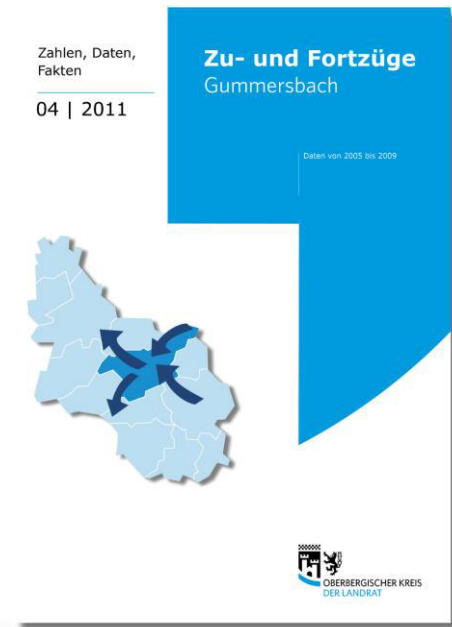 Zahlen, Daten,
Fakten
04 | 2011
Zu- und Fortzüge
Gummersbach
Daten von 2005 bis 2009
OBERBERGISCHER KREIS
DER LANDRAT